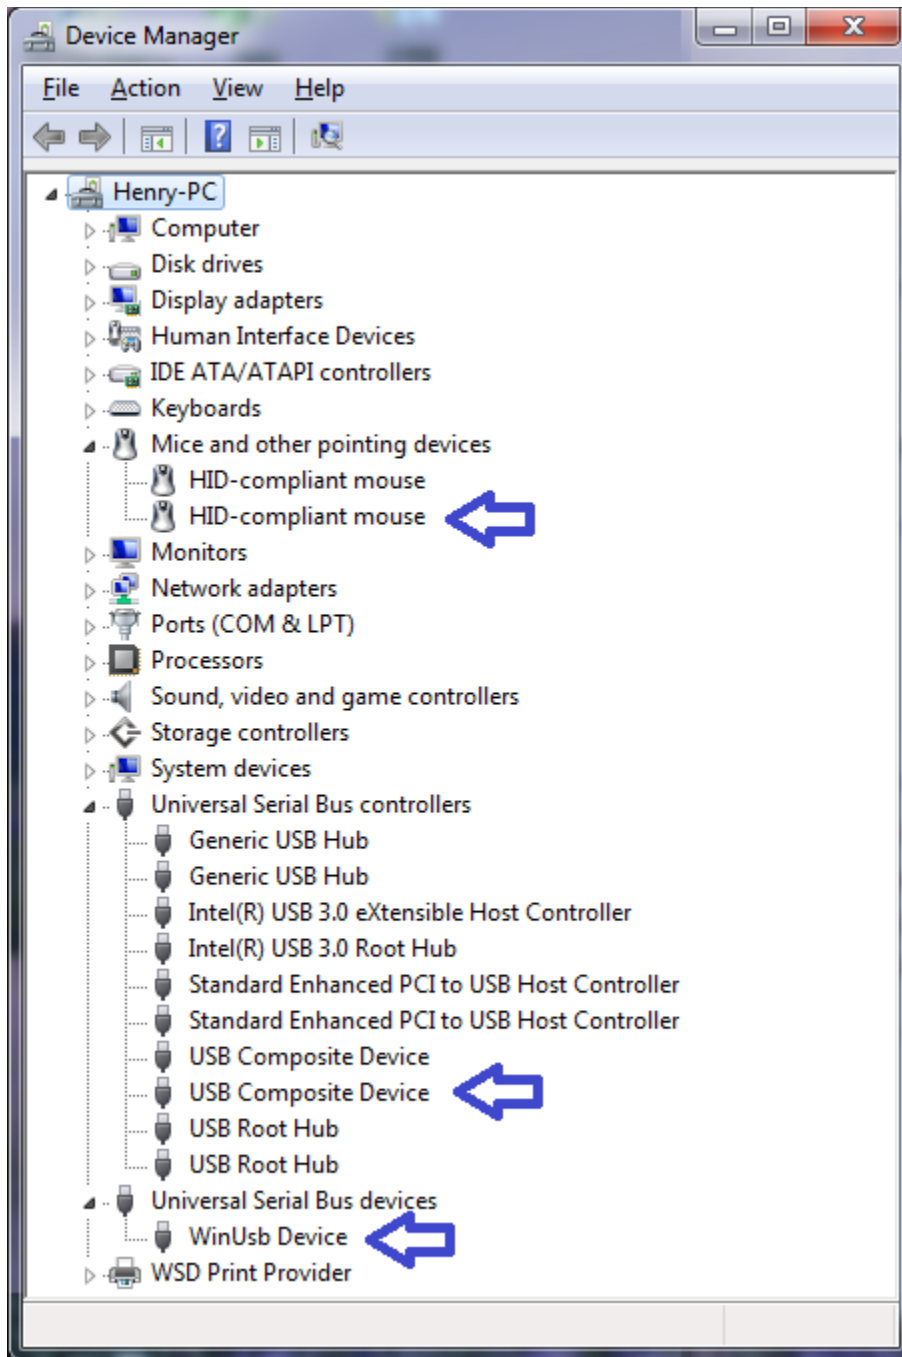 Device Manager
File Action View Help
Henry-PC
Computer
Disk drives
Display adapters
Human Interface Devices
IDE ATA/ATAPI controllers
Keyboards
Mice and other pointing devices
HID-compliant mouse
HID-compliant mouse
Monitors
Network adapters
Ports (COM & LPT)
Processors
Sound, video and game controllers
Storage controllers
System devices
Universal Serial Bus controllers
Generic USB Hub
Generic USB Hub
Intel(R) USB 3.0 eXtensible Host Controller
Intel(R) USB 3.0 Root Hub
Standard Enhanced PCI to USB Host Controller
Standard Enhanced PCI to USB Host Controller
USB Composite Device
USB Composite Device
USB Root Hub
USB Root Hub
Universal Serial Bus devices
WinUsb Device
WSD Print Provider